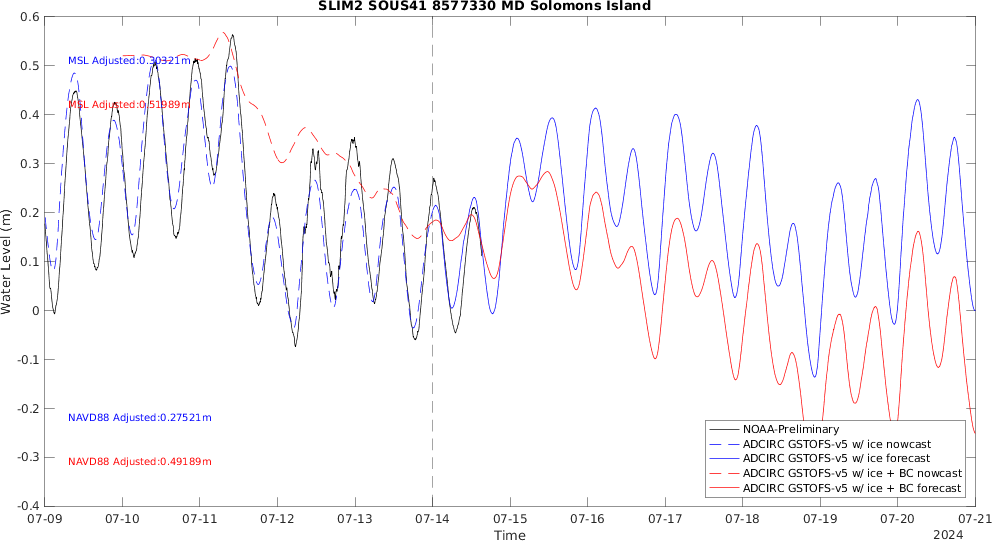 SLIM2 SOUS41 8577330 MD Solomons Island
0.6
0.5
0.4
0.3
0.2
0.1
0
-0.1
-0.2
-0.3
-0.4
Water Level (m)
MSL Adjusted:0.30321m
MSL Adjusted:0.51989m
NAVD88 Adjusted:0.27521m
NAVD88 Adjusted:0.49189m
NOAA-Preliminary
ADCIRC GSTOFS-v5 w/ ice nowcast
ADCIRC GSTOFS-v5 w/ ice forecast
ADCIRC GSTOFS-v5 w/ ice + BC nowcast
ADCIRC GSTOFS-v5 w/ ice + BC forecast
07-09 07-10 07-11 07-12 07-13 07-14 07-15 07-16 07-17 07-18 07-19 07-20 07-21
Time
2024